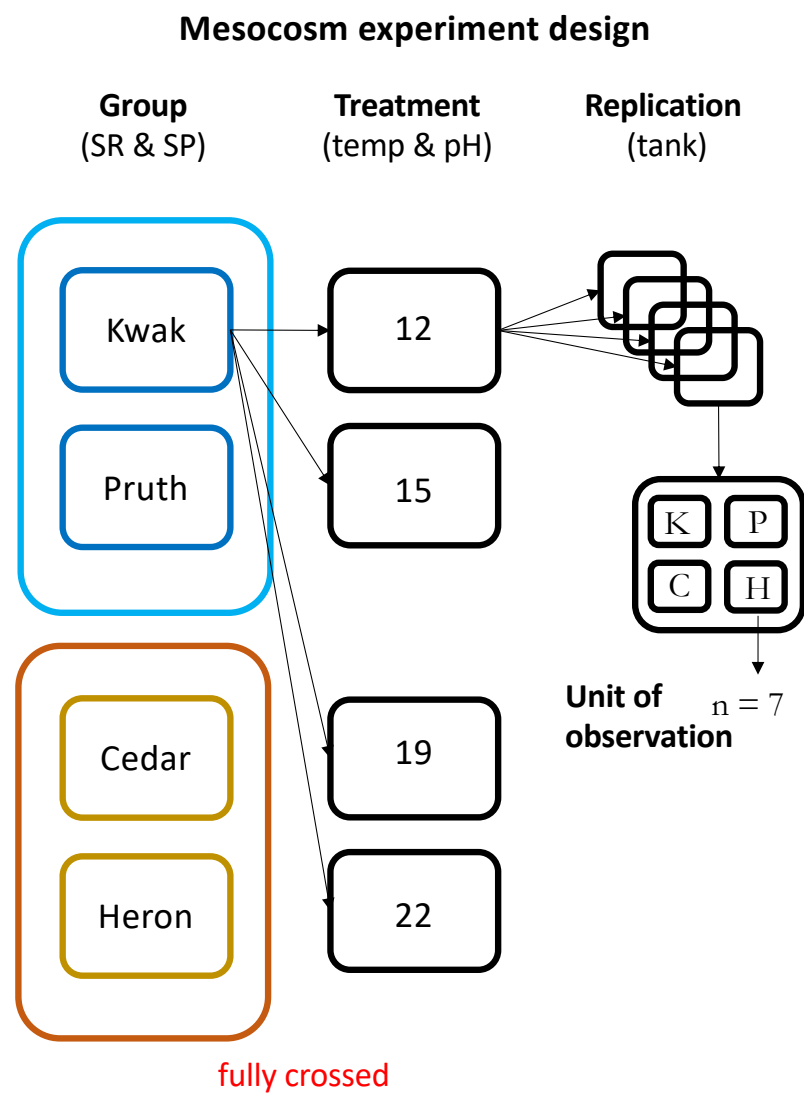 Mesocosm experiment design
Group
(SR & SP)
Treatment
(temp & pH)
Replication
(tank)
Kwak
12
Pruth
15
K
P
C
H
Unit of
observation
n = 7
Cedar
19
Heron
22
fully crossed